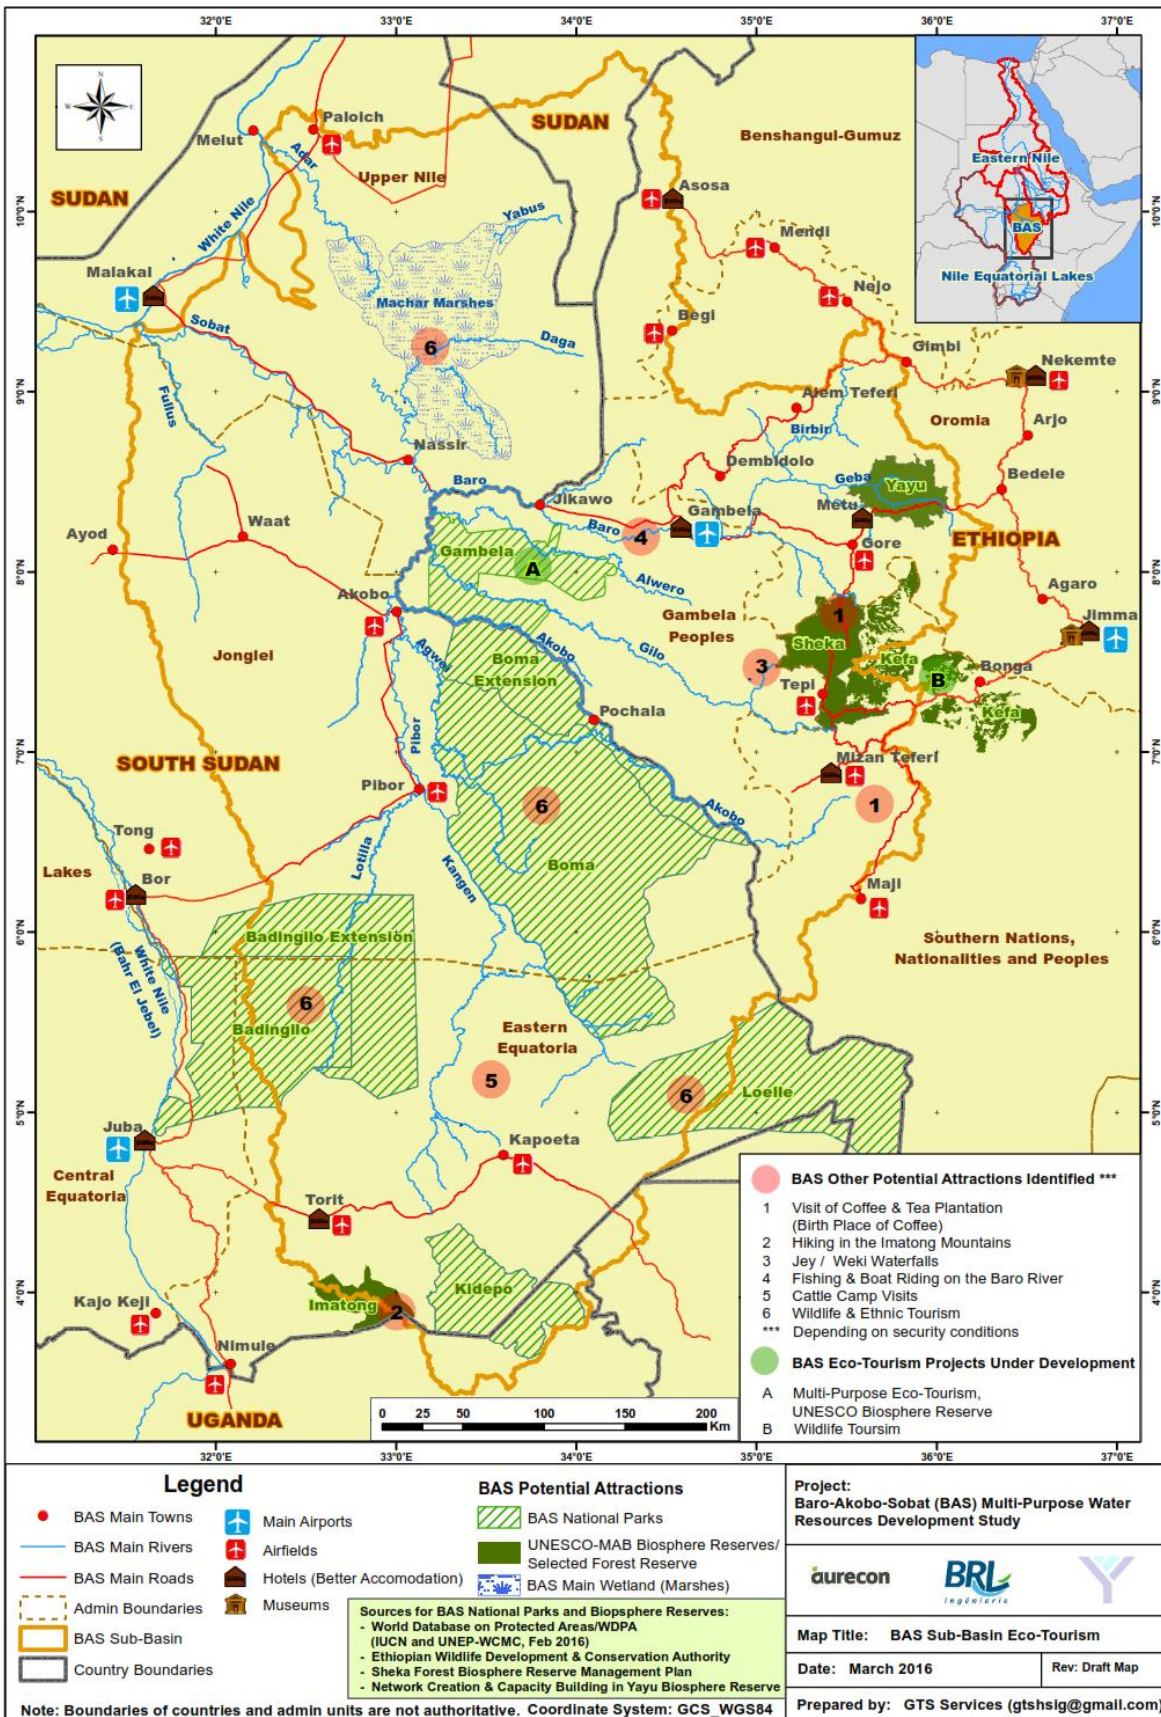 32°0'E 33°0'E 34°0'E 35°0'E 36°0'E 37°0'E
N
W E
S
Paloich
Melut
Adar
SUDAN
Benshangul-Gumuz
Upper Nile
SUDAN
Asosa
Eastern Nile
BAS
Nile Equatorial Lakes
10°0'N
10°0'N
White Nile
Yabus
Mendi
Malakal
Machar Marshes
Nejo
Sobat
Begi
6
Daga
Gimbi
Nekemte
Fullus
9°0'N
9°0'N
Alem Teferi
Oromia
Arjo
Birbir
Nassir
Dembidolo
Bedele
Geba
Yayu
Baro
Jikawo
Metu
Gambela
Waat
Baro
4
Ayod
ETHIOPIA
Gambela
Gore
8°0'N
A
8°0'N
Alwero
Agaro
Akobo
Gambela
Peoples
1
Jimma
Agwei
Akobo
Gilo
Sheka
Jonglei
Boma
Extension
3
Kefa
Bonga
B
Tepi
Kefa
Pochala
Pibor
7°0'N
7°0'N
SOUTH SUDAN
Mizan Teferi
Pibor
6
Akobo
1
Tong
Lotilla
Kangen
Lakes
Bor
Boma
Maji
6°0'N
6°0'N
Badingilo Extension
Southern Nations,
Nationalities and Peoples
White Nile
(Bahr El Jebel)
6
Badingilo
Eastern
Equatoria
5
6
Loelle
5°0'N
5°0'N
Juba
Kapoeta
Central
Equatoria
Torit
4°0'N
4°0'N
Kidepo
Imatong
2
Kajo Keji
Nimule
UGANDA
0 25 50 100 150 200
Km
BAS Other Potential Attractions Identified ***
1 Visit of Coffee & Tea Plantation
(Birth Place of Coffee)
2 Hiking in the Imatong Mountains
3 Jey / Weki Waterfalls
4 Fishing & Boat Riding on the Baro River
5 Cattle Camp Visits
6 Wildlife & Ethnic Tourism
*** Depending on security conditions
BAS Eco-Tourism Projects Under Development
A Multi-Purpose Eco-Tourism,
UNESCO Biosphere Reserve
B Wildlife Toursim
32°0'E 33°0'E 34°0'E 35°0'E 36°0'E 37°0'E
Legend
BAS Main Towns
BAS Main Rivers
BAS Main Roads
Admin Boundaries
BAS Sub-Basin
Country Boundaries
Main Airports
Airfields
Hotels (Better Accomodation)
Museums
BAS Potential Attractions
BAS National Parks
UNESCO-MAB Biosphere Reserves/
Selected Forest Reserve
BAS Main Wetland (Marshes)
Sources for BAS National Parks and Biopsphere Reserves:
- World Database on Protected Areas/WDPA
(IUCN and UNEP-WCMC, Feb 2016)
- Ethiopian Wildlife Development & Conservation Authority
- Sheka Forest Biosphere Reserve Management Plan
- Network Creation & Capacity Building in Yayu Biosphere Reserve
Note: Boundaries of countries and admin units are not authoritative. Coordinate System: GCS_WGS84
Project:
Baro-Akobo-Sobat (BAS) Multi-Purpose Water
Resources Development Study
aurecon
BRL
ingénierie
Map Title: BAS Sub-Basin Eco-Tourism
Date: March 2016
Rev: Draft Map
Prepared by: GTS Services (gtshsig@gmail.com)